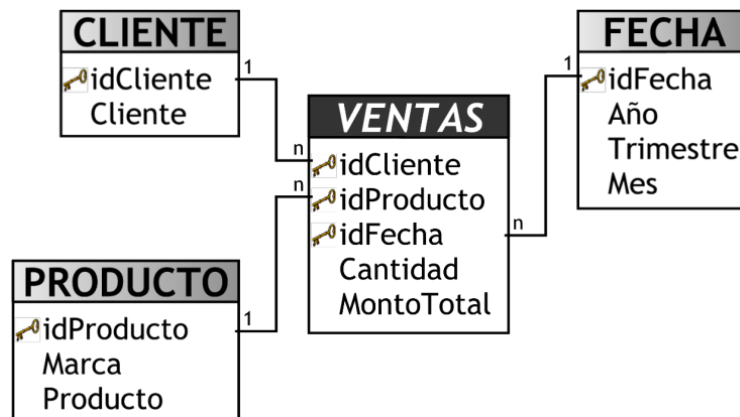 CLIENTE
idCliente
Cliente
1
n
VENTAS
idCliente
idProducto
idFecha
Cantidad
MontoTotal
n
1
n
FECHA
1
idFecha
Año
Trimestre
Mes
PRODUCTO
idProducto
Marca
Producto